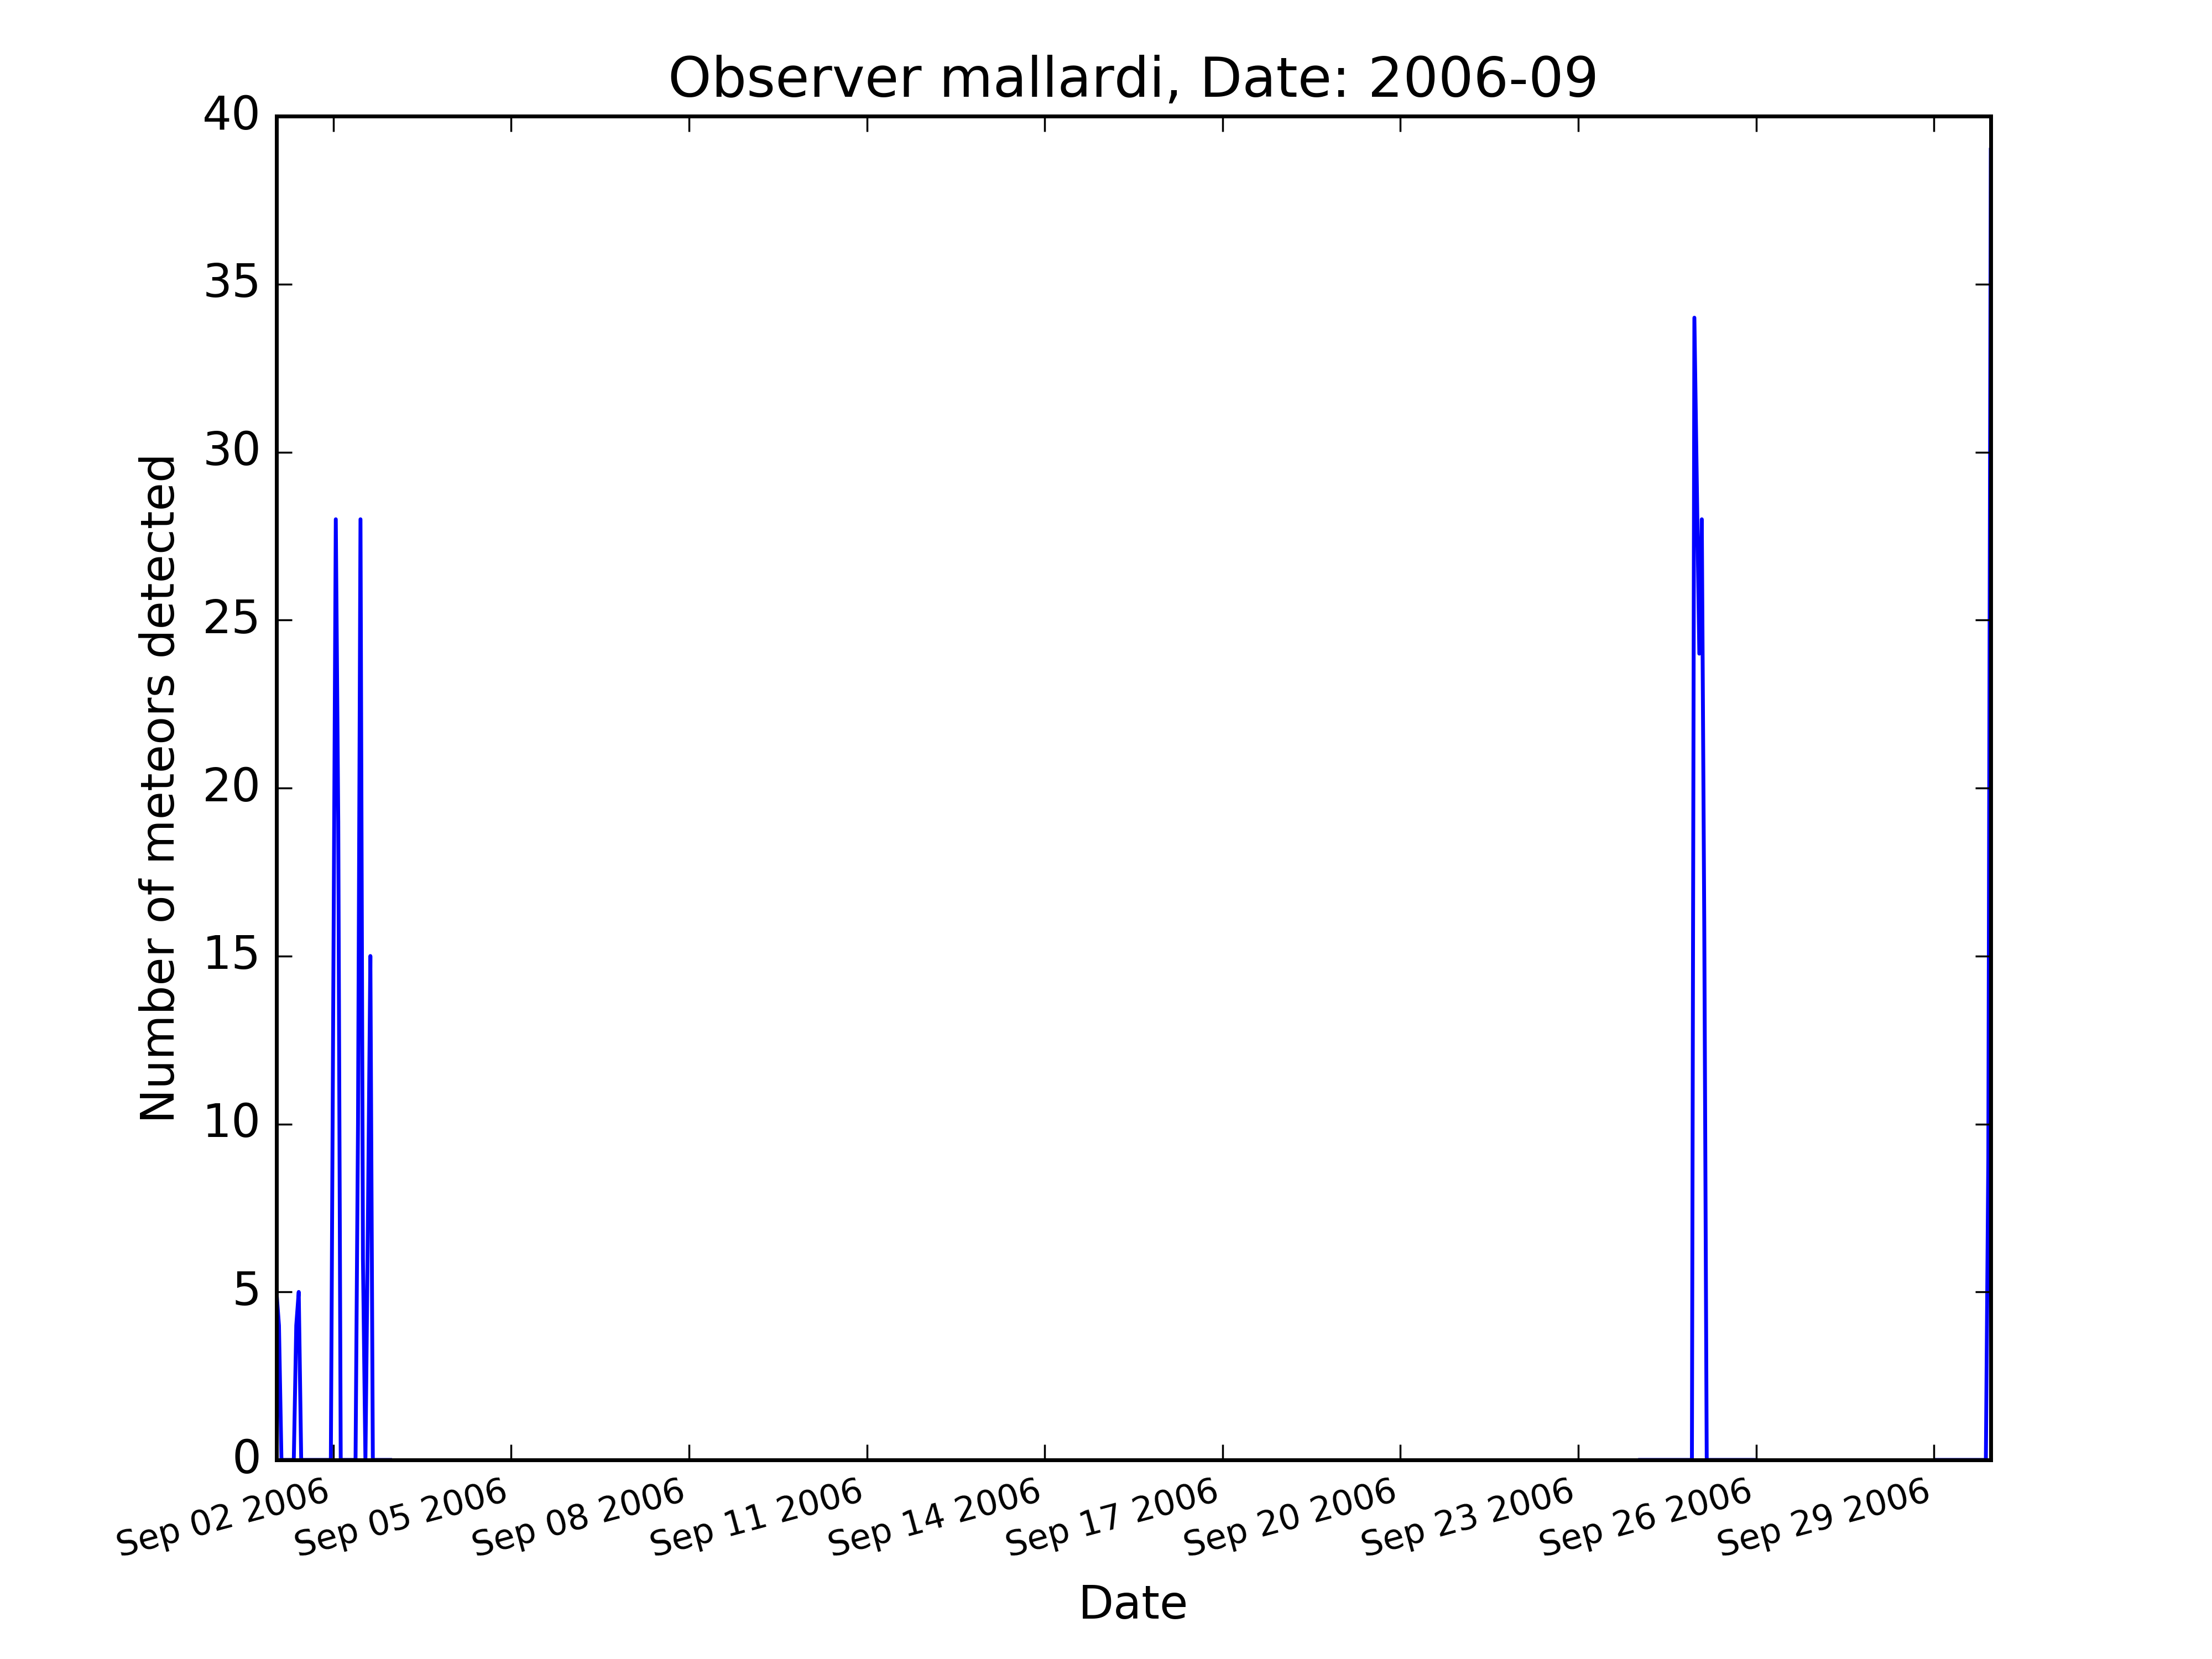 Observer mallardi, Date: 2006-09
40
35
30
25
20
15
10
5
0
Number of meteors detected
Sep 02 2006
Sep 05 2006
Sep 08 2006
Sep 11 2006
Sep 14 2006
Sep 17 2006
Sep 20 2006
Sep 23 2006
Sep 26 2006
Sep 29 2006
Date